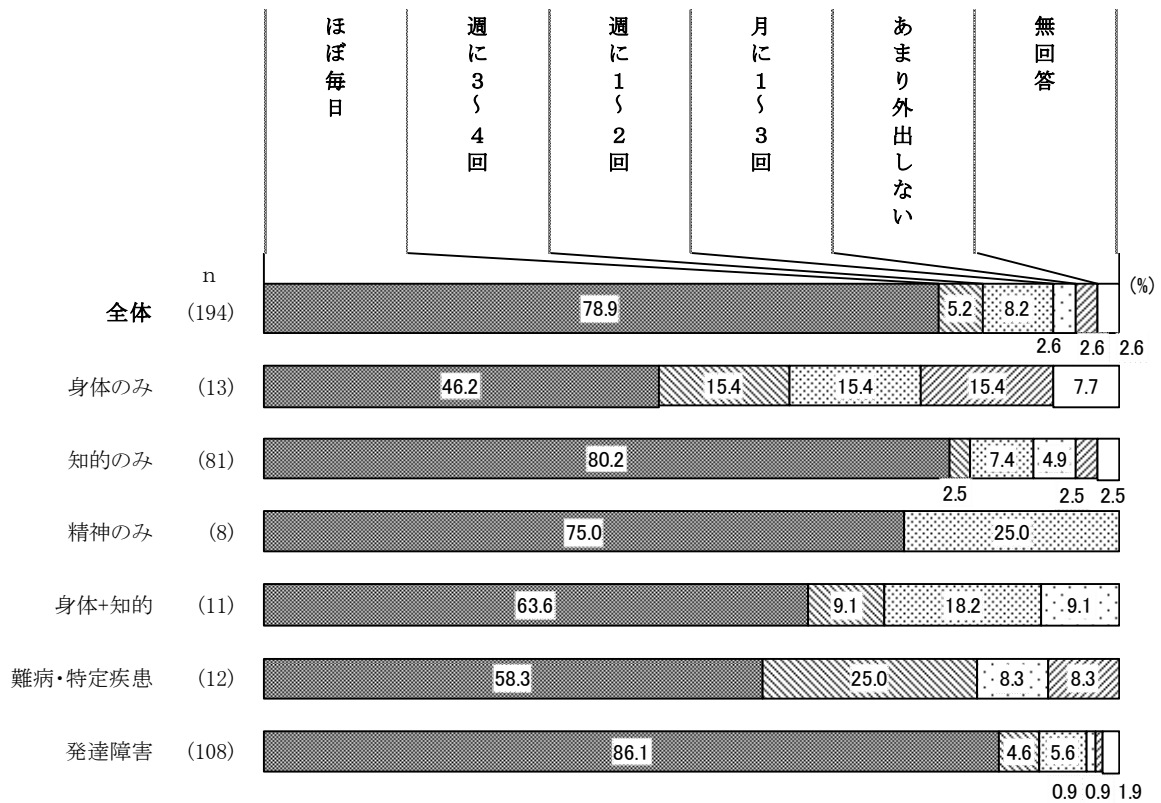 ほぼ毎日
週に3～4回
週に1～2回
月に1～3回
あまり外出しない
無回答
n
(%)
全体 (194) 78.9 5.2 8.2
2.6 2.6 2.6
身体のみ (13) 46.2 15.4 15.4 15.4 7.7
知的のみ (81) 80.2 7.4 4.9
2.5 2.5 2.5
精神のみ (8) 75.0 25.0
身体+知的 (11) 63.6 9.1 18.2 9.1
難病・特定疾患 (12) 58.3 25.0 8.3 8.3
発達障害 (108) 86.1 4.6 5.6
0.9 0.9 1.9